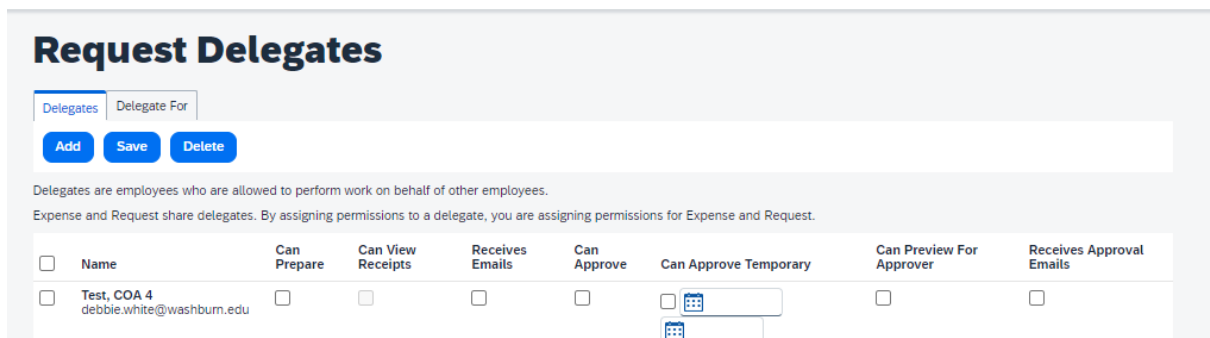 Request Delegates
Delegates
Delegate For
Add
Save
Delete
Delegates are employees who are allowed to perform work on behalf of other employees.
Expense and Request share delegates. By assigning permissions to a delegate, you are assigning permissions for Expense and Request.
Name
Can Prepare
Can View Receipts
Receives Emails
Can Approve
Can Approve Temporary
Can Preview For Approver
Receives Approval Emails
Test, COA 4
debbie.white@washburn.edu